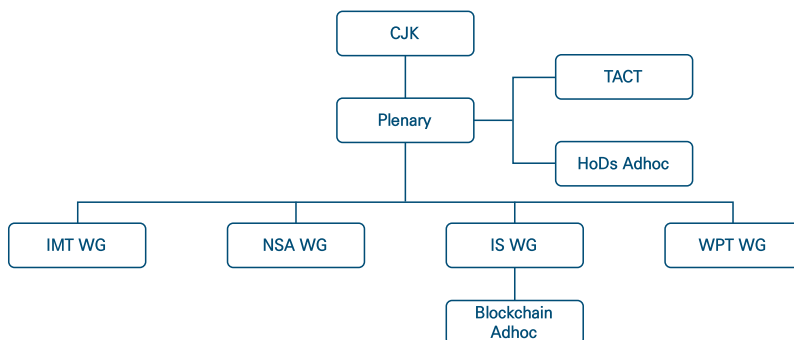 CJK
TACT
Plenary
HoDs Adhoc
IMT WG
NSA WG
IS WG
WPT WG
Blockchain
Adhoc